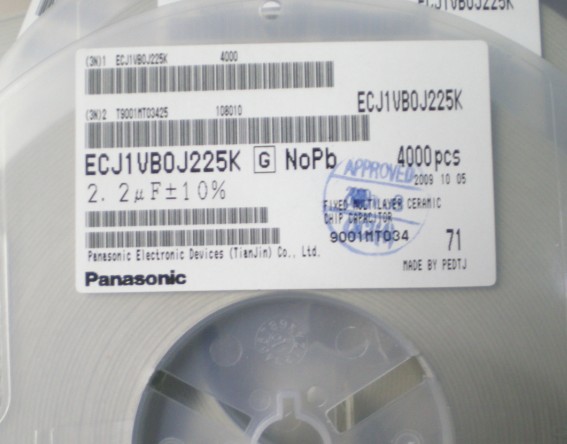 ECJ1VB0J225K
(3N)1 ECJ1VB0J225K 4000
(3N)2 T9001MT03425 108010
ECJ1VB0J225K
ECJ1VB0J225K G NoPb 4000pcs
2009 10 05
2.2μF±10%
APPROVED
FIXED MULTILAYER CERAMIC
CHIP CAPACITOR
9001MT034 71
Panasonic Electronic Devices (TianJin) Co., Ltd.
MADE BY PEDTJ
Panasonic